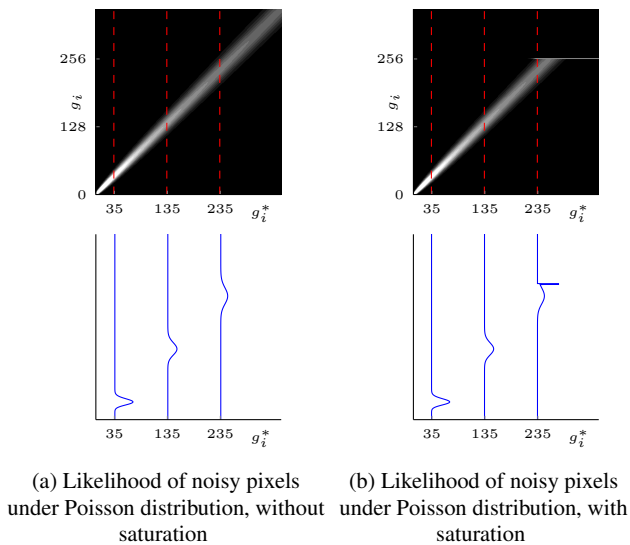 256
128
0
g_i
35 135 235 g_i^*
256
128
0
g_i
35 135 235 g_i^*
35 135 235 g_i^*
35 135 235 g_i^*
(a) Likelihood of noisy pixels
under Poisson distribution, without
saturation
(b) Likelihood of noisy pixels
under Poisson distribution, with
saturation